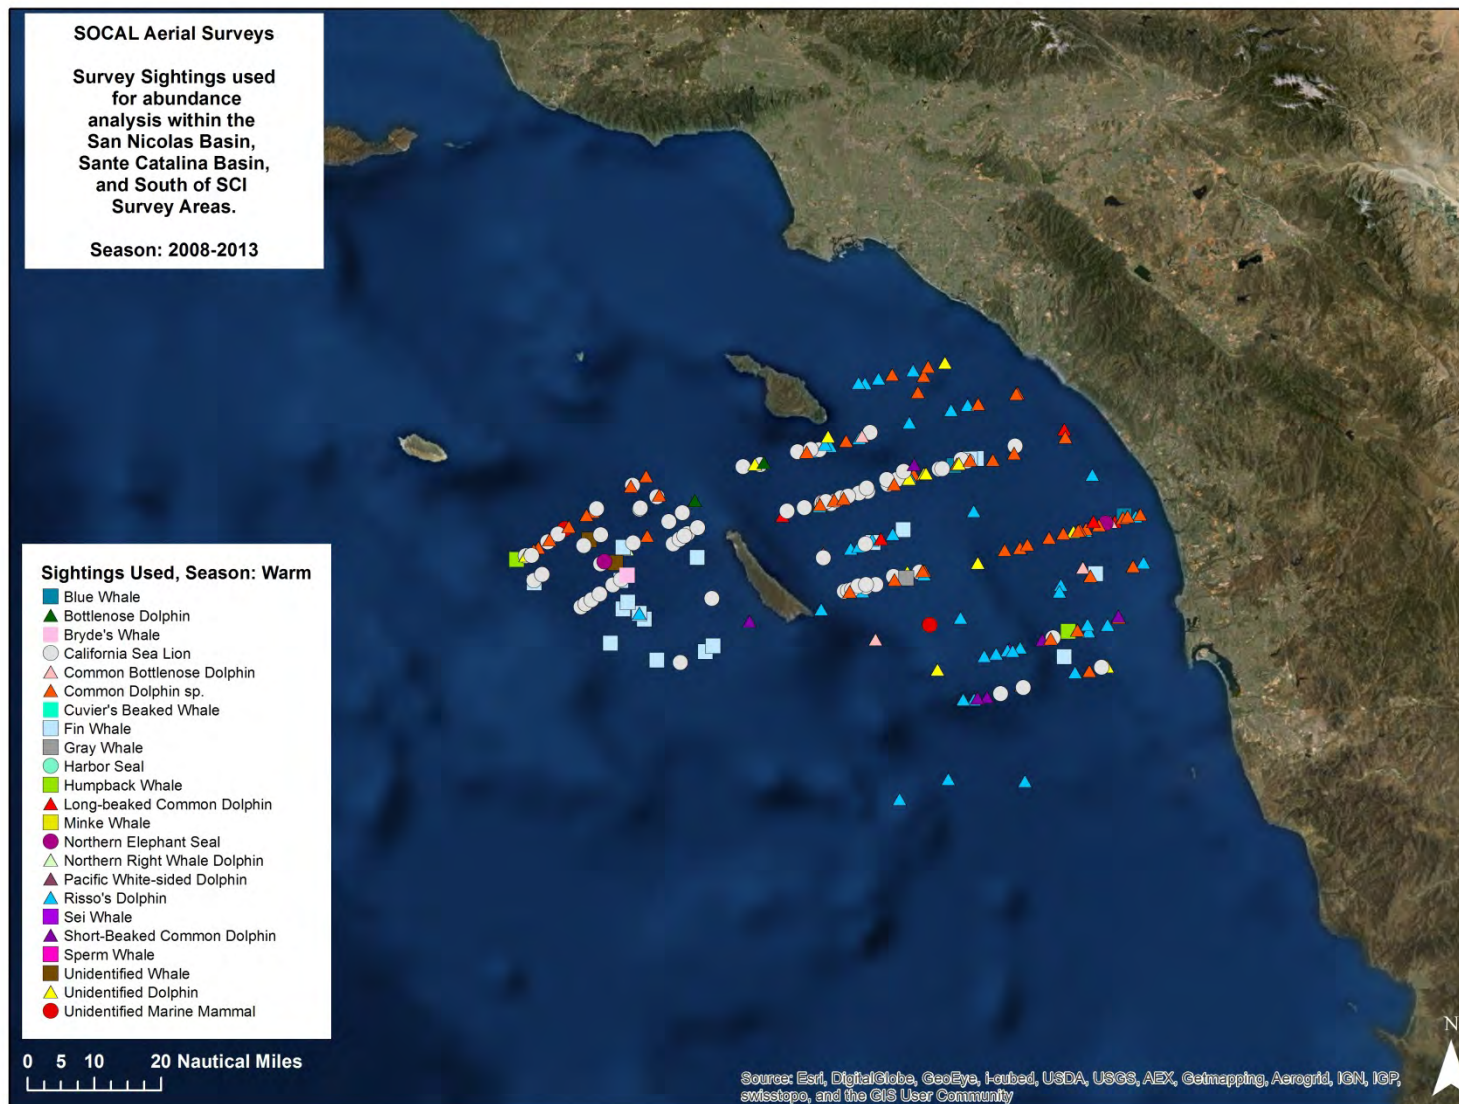 SOCAL Aerial Surveys
Survey Sightings used
for abundance
analysis within the
San Nicolas Basin,
Sante Catalina Basin,
and South of SCI
Survey Areas.
Season: 2008-2013
Sightings Used, Season: Warm
Blue Whale
Bottlenose Dolphin
Bryde's Whale
California Sea Lion
Common Bottlenose Dolphin
Common Dolphin sp.
Cuvier's Beaked Whale
Fin Whale
Gray Whale
Harbor Seal
Humpback Whale
Long-beaked Common Dolphin
Minke Whale
Northern Elephant Seal
Northern Right Whale Dolphin
Pacific White-sided Dolphin
Risso's Dolphin
Sei Whale
Short-Beaked Common Dolphin
Sperm Whale
Unidentified Whale
Unidentified Dolphin
Unidentified Marine Mammal
0 5 10 20 Nautical Miles
N
Source: Esri, DigitalGlobe, GeoEye, i-cubed, USDA, USGS, AEX, Getmapping, Aerogrid, IGN, IGP,
swisstopo, and the GIS User Community